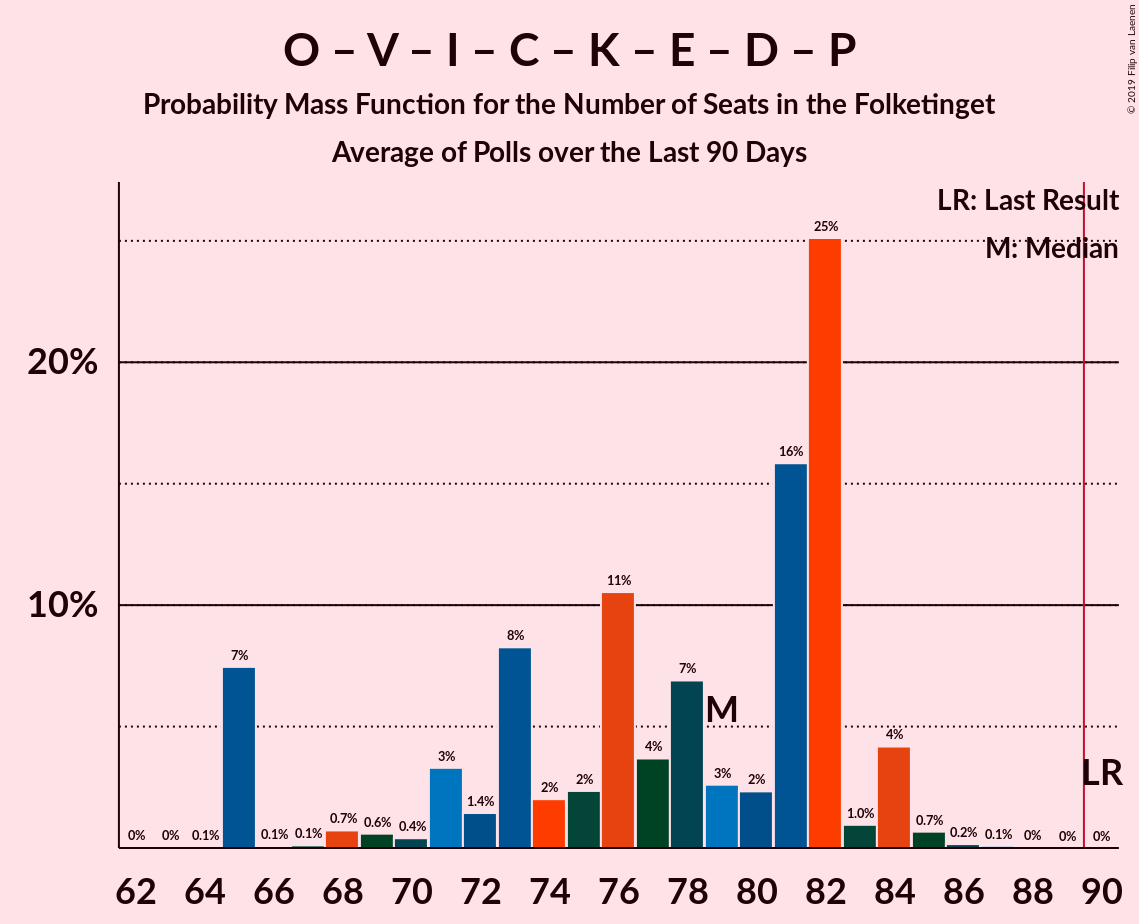 O – V – I – C – K – E – D – P
Probability Mass Function for the Number of Seats in the Folketinget
Average of Polls over the Last 90 Days
© 2019 Filip van Laenen
LR: Last Result
M: Median
20%
10%
0% 0% 0.1% 7% 0.1% 0.1% 0.7% 0.6% 0.4% 3% 1.4% 8% 2% 2% 11% 4% 7% 3% 2% 16% 25% 1.0% 4% 0.7% 0.2% 0.1% 0% 0% 0%
M
LR
62 64 66 68 70 72 74 76 78 80 82 84 86 88 90